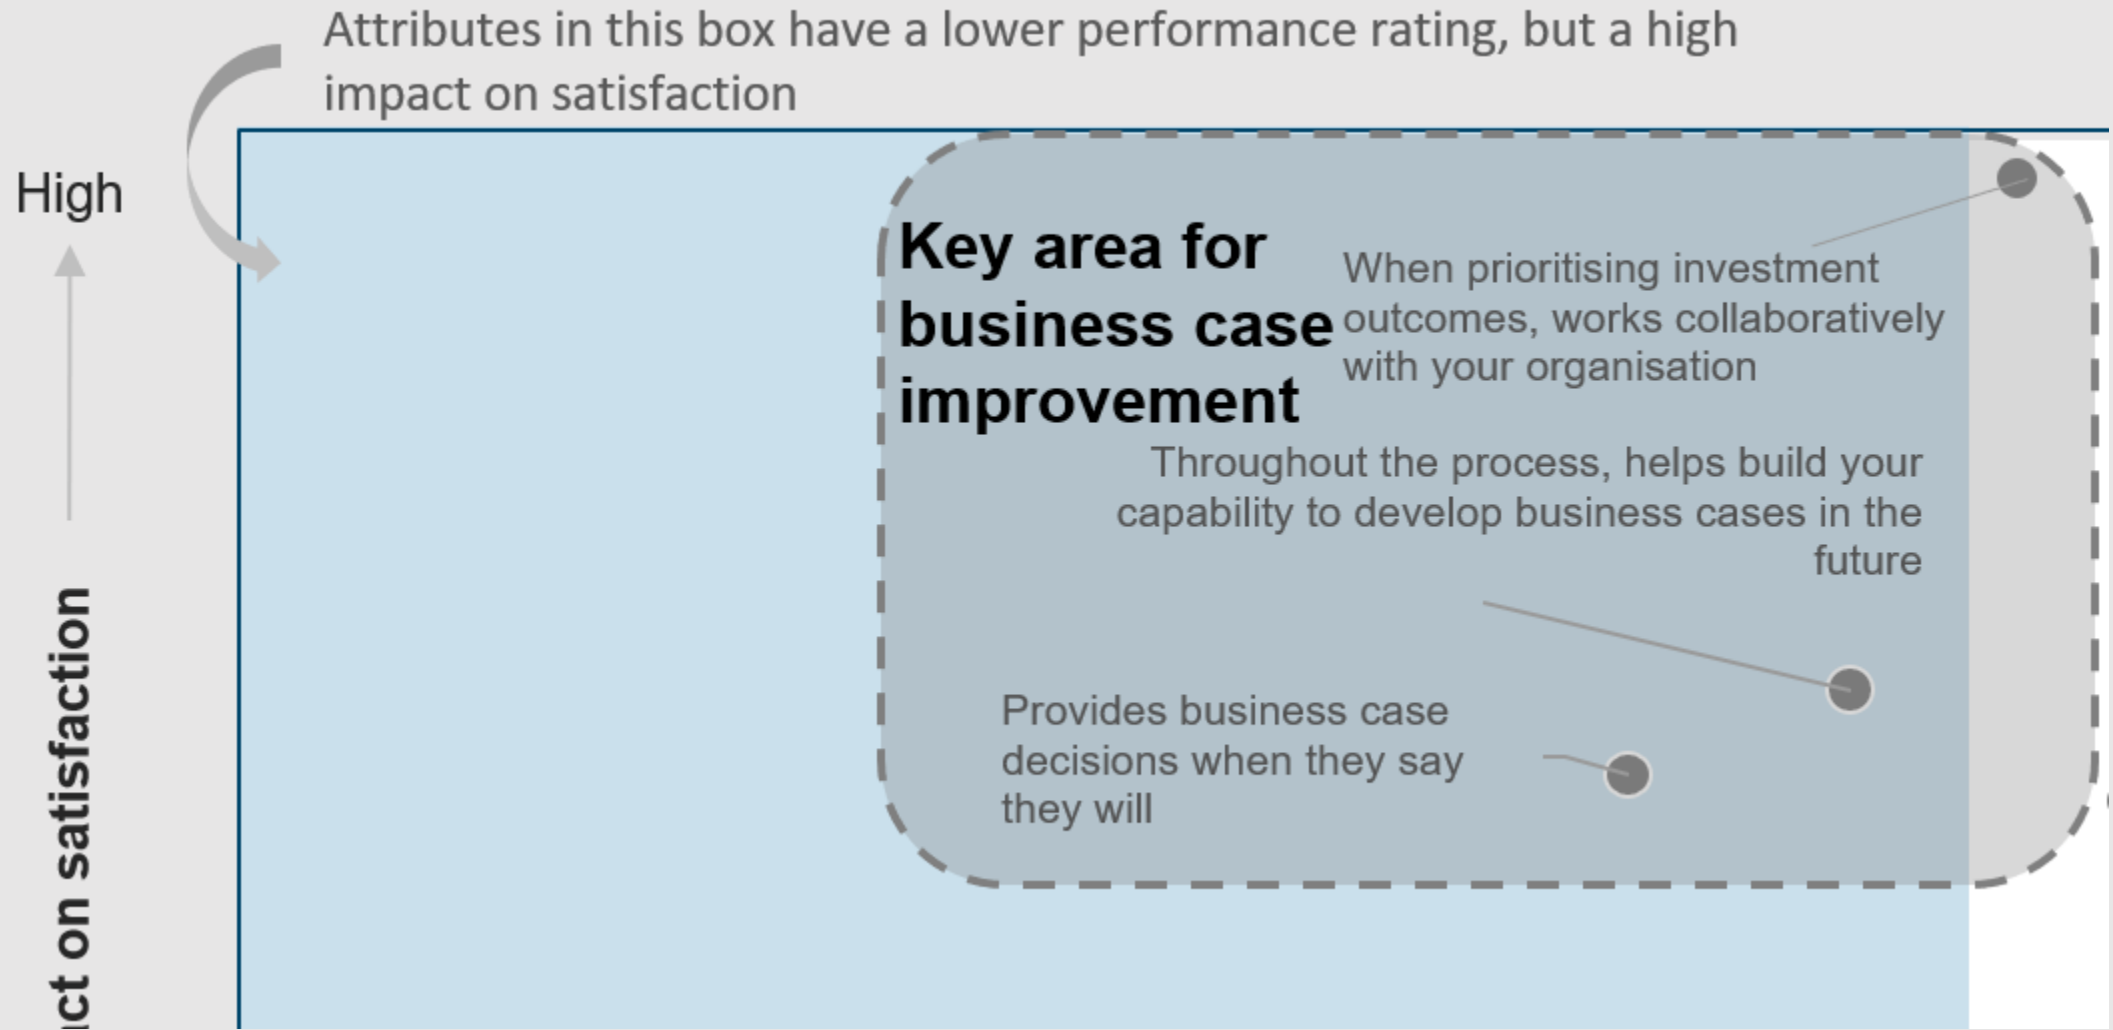 Attributes in this box have a lower performance rating, but a high
impact on satisfaction
High
Key area for
business case
improvement
When prioritising investment
outcomes, works collaboratively
with your organisation
Throughout the process, helps build your
capability to develop business cases in the
future
Provides business case
decisions when they say
they will
on satisfaction